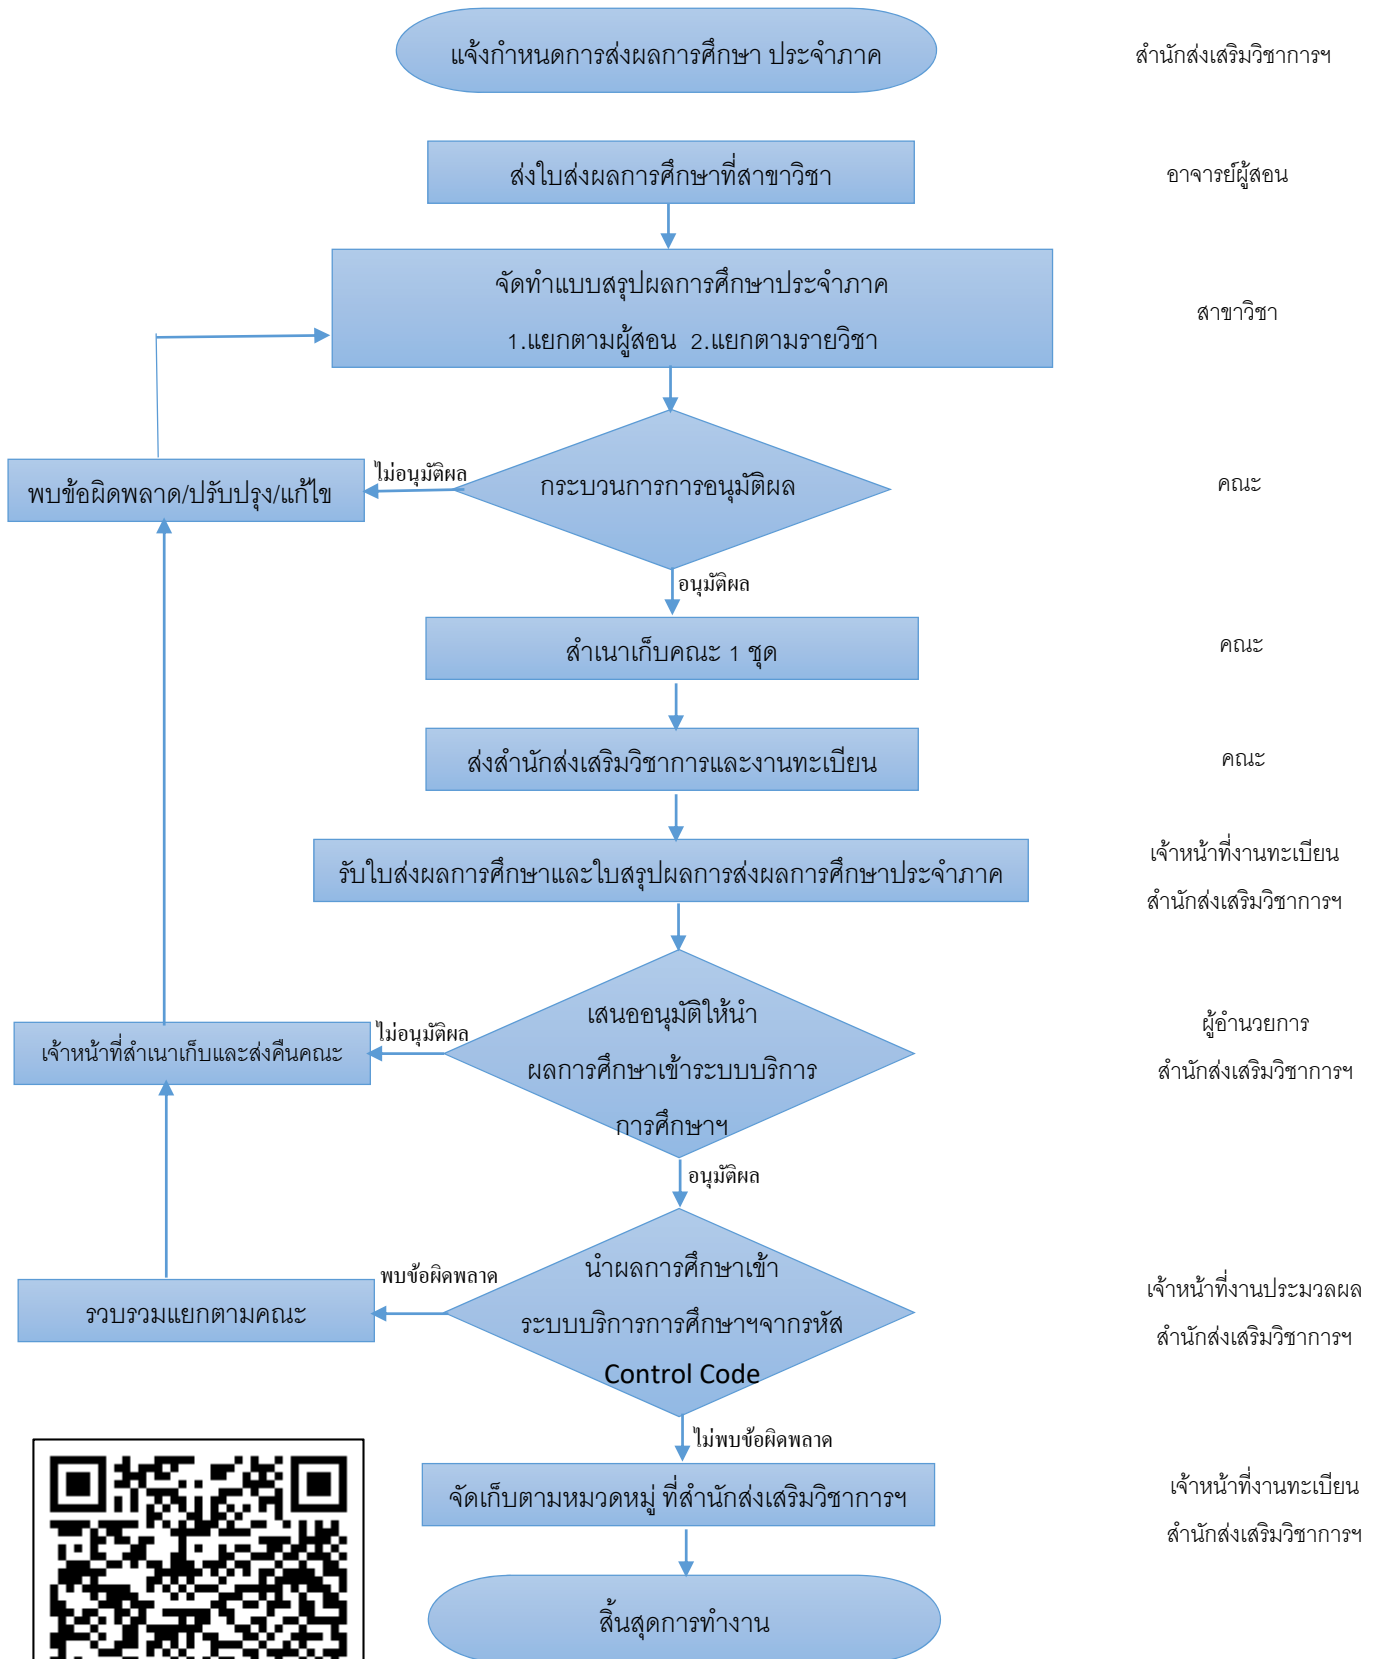 แจ้งกำหนดการส่งผลการศึกษา ประจำภาค
สำนักส่งเสริมวิชาการฯ
ส่งใบส่งผลการศึกษาที่สาขาวิชา
อาจารย์ผู้สอน
จัดทำแบบสรุปผลการศึกษาประจำภาค
1.แยกตามผู้สอน 2.แยกตามรายวิชา
สาขาวิชา
พบข้อผิดพลาด/ปรับปรุง/แก้ไข
ไม่อนุมัติผล
กระบวนการการอนุมัติผล
คณะ
อนุมัติผล
สำเนาเก็บคณะ 1 ชุด
คณะ
ส่งสำนักส่งเสริมวิชาการและงานทะเบียน
คณะ
รับใบส่งผลการศึกษาและใบสรุปผลการส่งผลการศึกษาประจำภาค
เจ้าหน้าที่งานทะเบียน
สำนักส่งเสริมวิชาการฯ
เจ้าหน้าที่สำเนาเก็บและส่งคืนคณะ
ไม่อนุมัติผล
เสนออนุมัติให้นำ
ผลการศึกษาเข้าระบบบริการ
การศึกษาฯ
ผู้อำนวยการ
สำนักส่งเสริมวิชาการฯ
อนุมัติผล
รวบรวมแยกตามคณะ
พบข้อผิดพลาด
นำผลการศึกษาเข้า
ระบบบริการการศึกษาฯจากรหัส
Control Code
เจ้าหน้าที่งานประมวลผล
สำนักส่งเสริมวิชาการฯ
ไม่พบข้อผิดพลาด
จัดเก็บตามหมวดหมู่ ที่สำนักส่งเสริมวิชาการฯ
เจ้าหน้าที่งานทะเบียน
สำนักส่งเสริมวิชาการฯ
สิ้นสุดการทำงาน